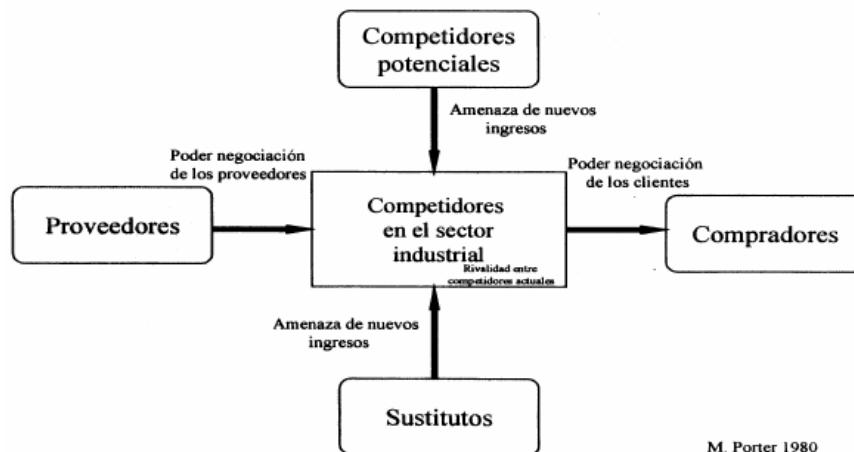 Competidores
potenciales
Amenaza de nuevos
ingresos
Poder negociación
de los proveedores
Poder negociación
de los clientes
Proveedores
Competidores
en el sector
industrial
Rivalidad entre
competidores actuales
Compradores
Amenaza de nuevos
ingresos
Sustitutos
M. Porter 1980